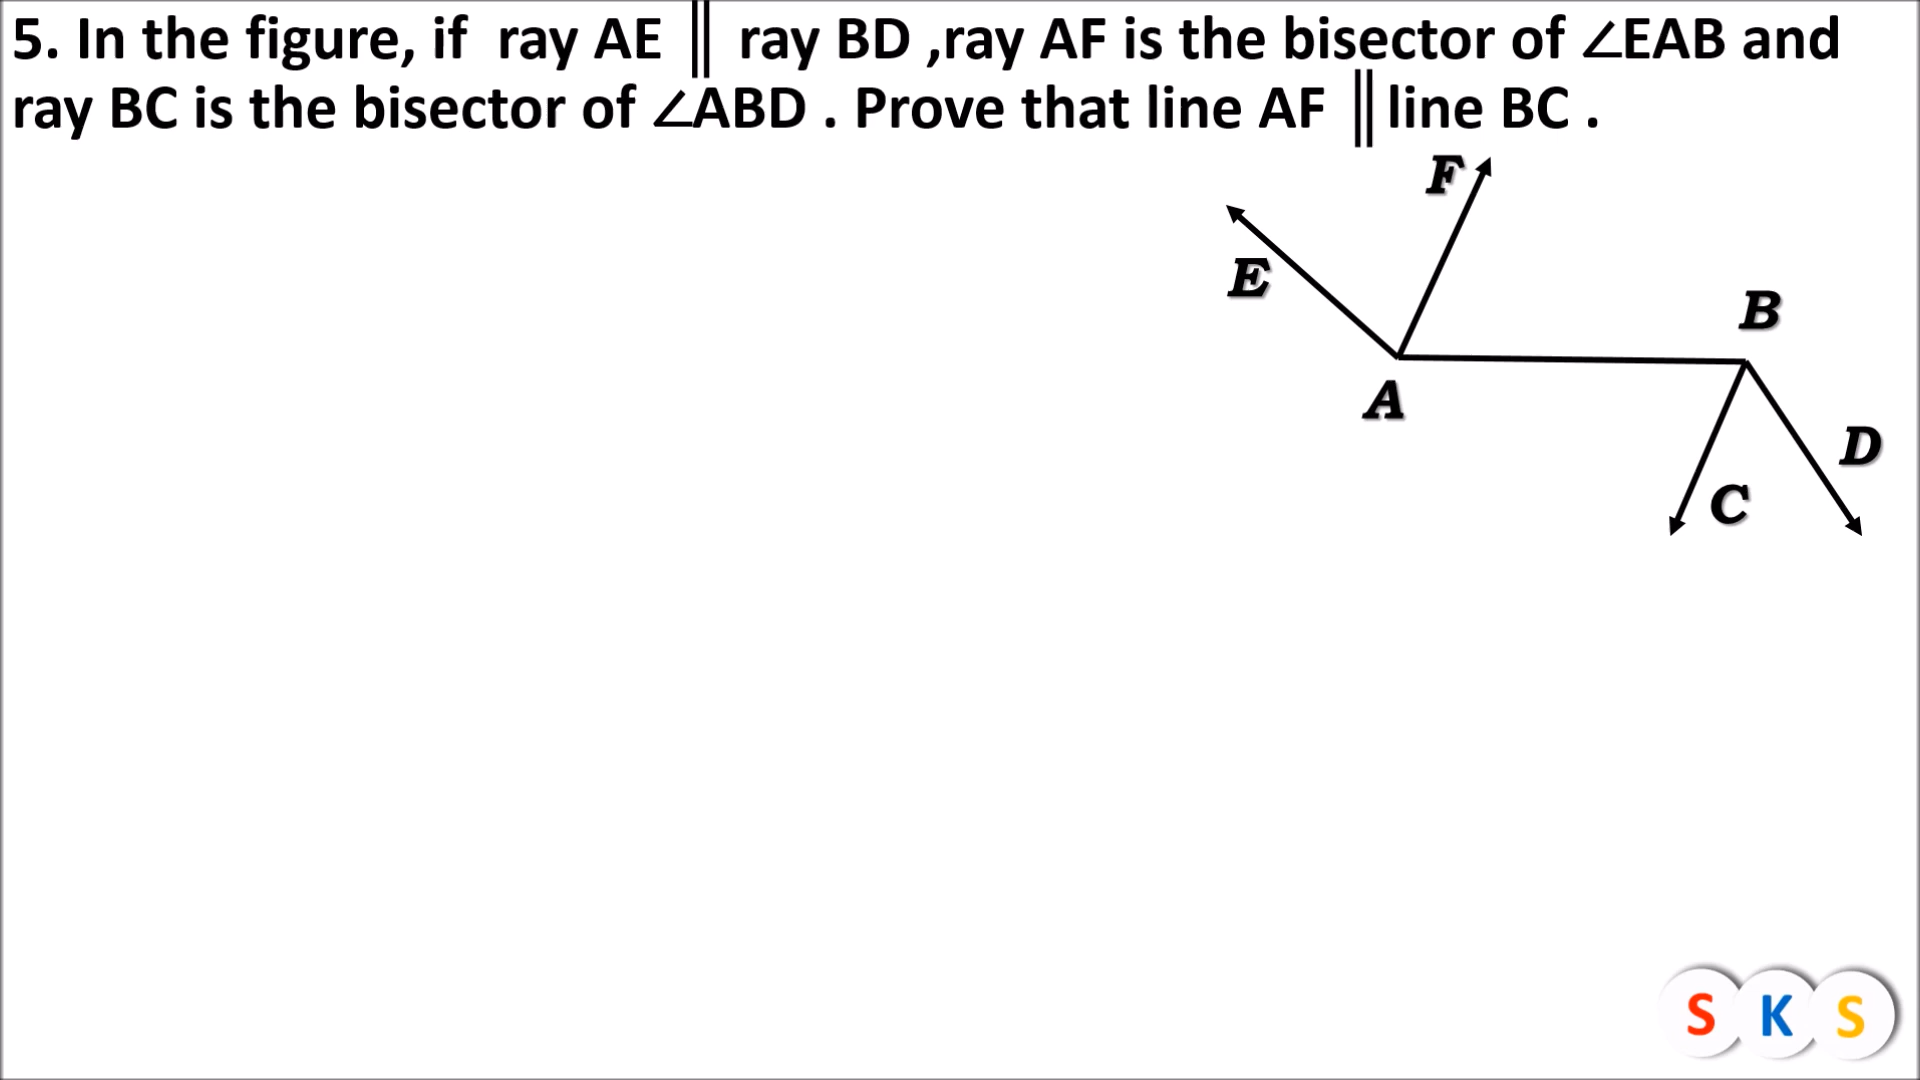 5. In the figure, if ray AE ∥ ray BD ,ray AF is the bisector of ∠EAB and
ray BC is the bisector of ∠ABD . Prove that line AF ∥ line BC .
F
E
B
A
D
C
S K S